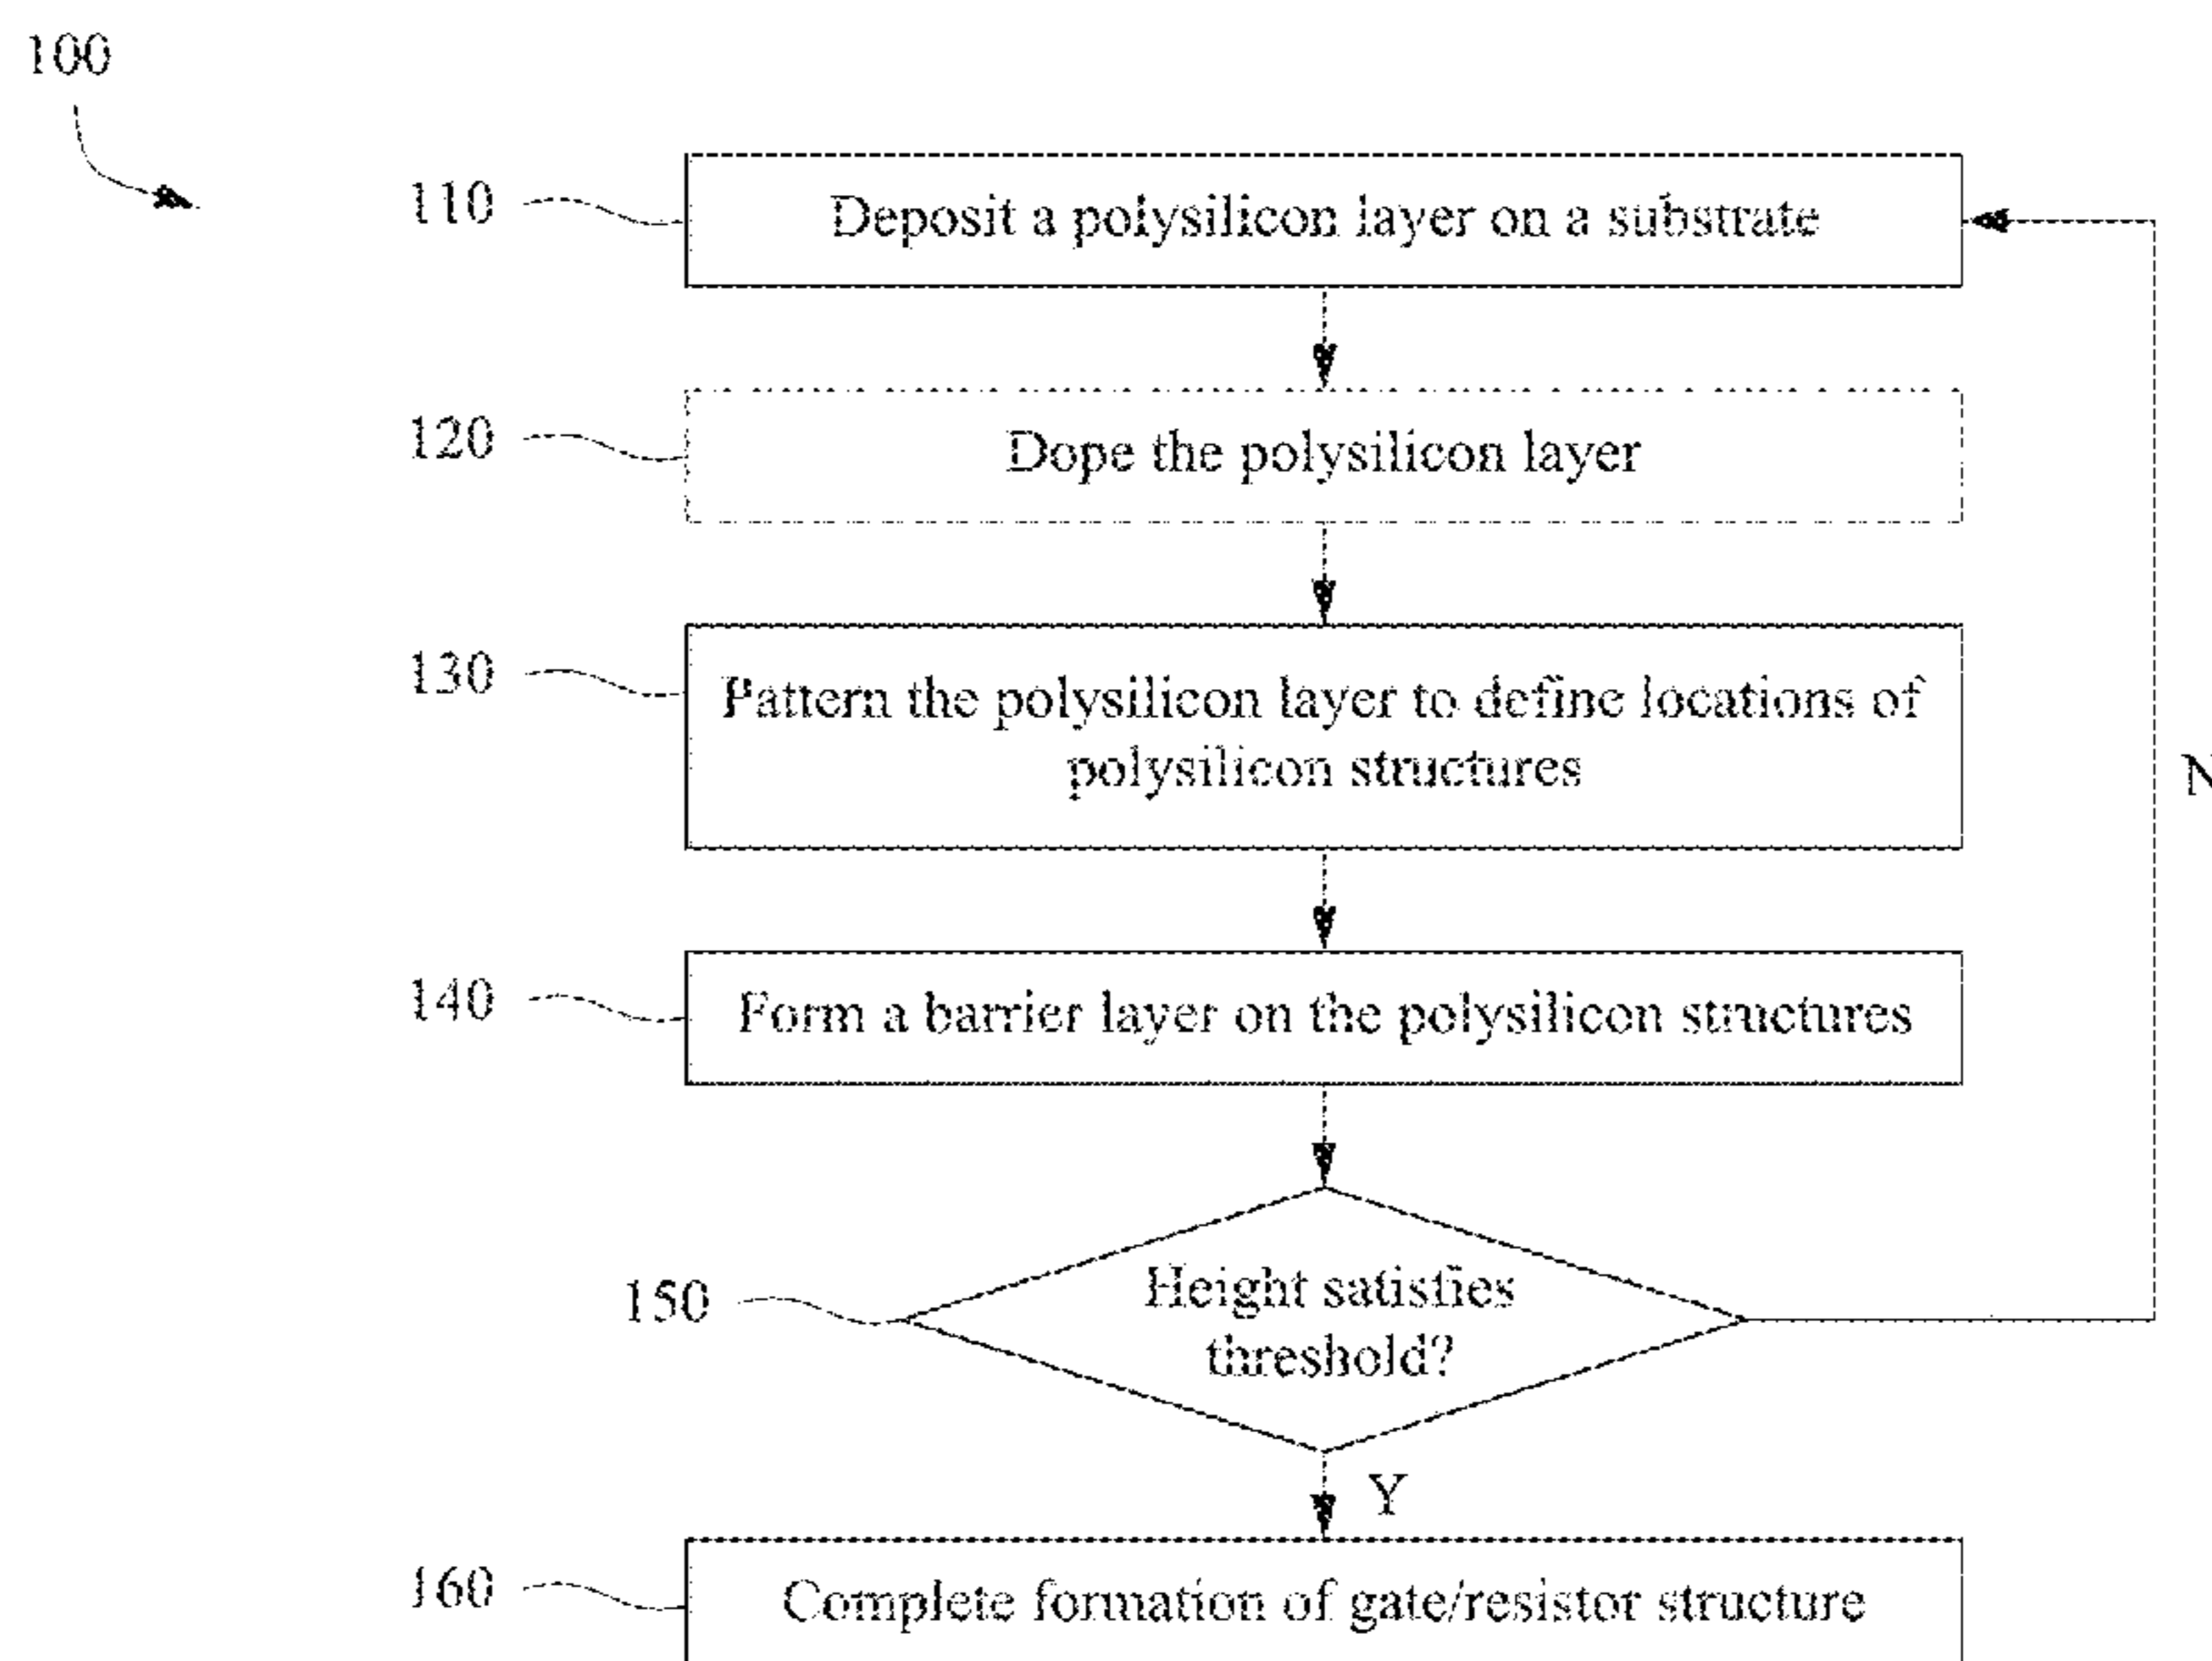 100
110
Deposit a polysilicon layer on a substrate
120
Dope the polysilicon layer
130
Pattern the polysilicon layer to define locations of
polysilicon structures
N
140
Form a barrier layer on the polysilicon structures
150
Height satisfies
threshold?
Y
160
Complete formation of gate/resistor structure